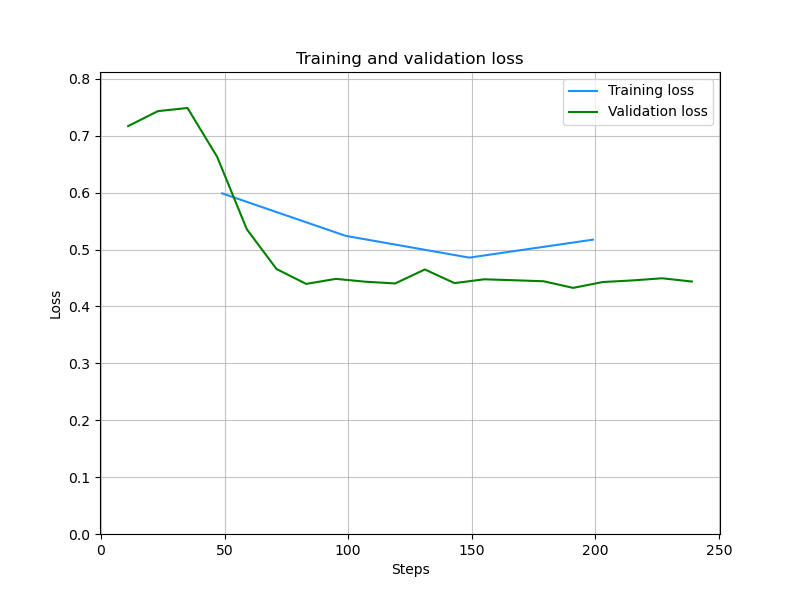 Training and validation loss
Training loss
Validation loss
0.8
0.7
0.6
0.5
0.4
0.3
0.2
0.1
0.0
Loss
0 50 100 150 200 250
Steps